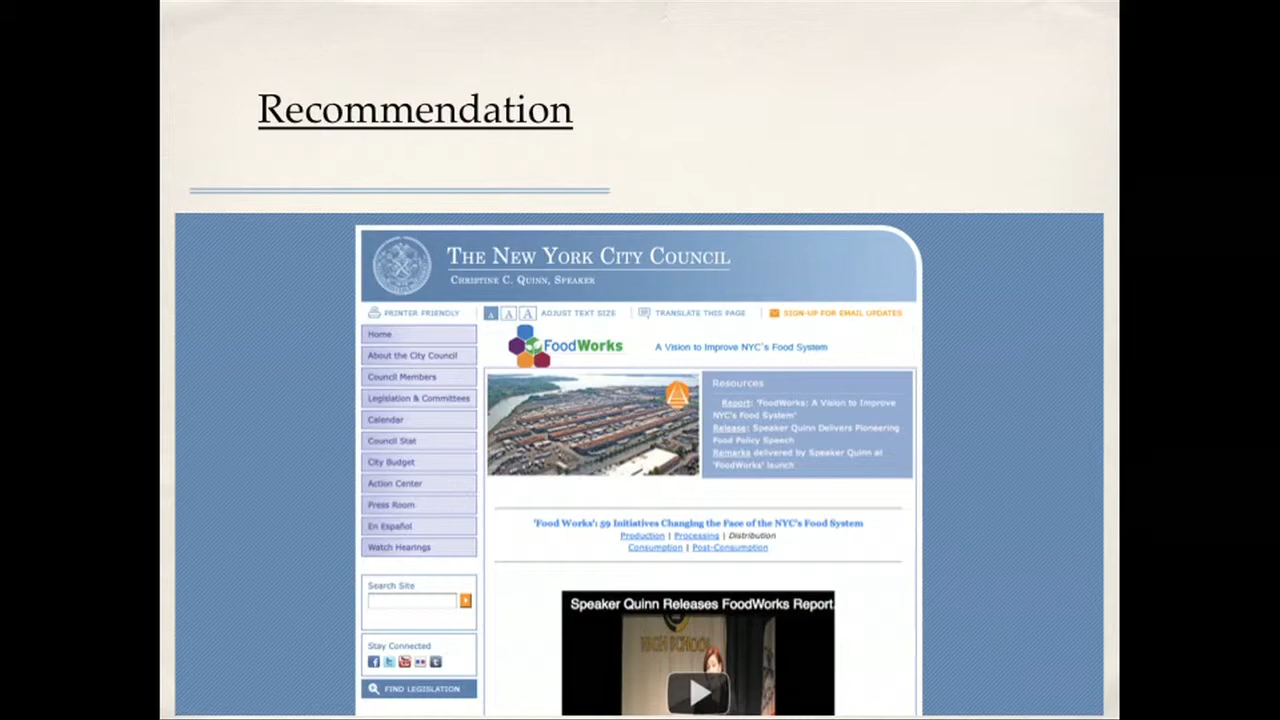 Recommendation
THE NEW YORK CITY COUNCIL
CHRISTINE C. QUINN, SPEAKER
PRINTER FRIENDLY | A A A ADJUST TEXT SIZE | TRANSLATE THIS PAGE | SIGN-UP FOR EMAIL UPDATES
Home
About the City Council
Council Members
Legislation & Committees
Calendar
Council Stat
City Budget
Action Center
Press Room
En Español
Watch Hearings
Search Site
Stay Connected
FIND LEGISLATION
FoodWorks
A Vision to Improve NYC's Food System
Resources
Report: 'FoodWorks: A Vision to Improve
NYC's Food System'
Release: Speaker Quinn Delivers Pioneering
Food Policy Speech
Remarks delivered by Speaker Quinn at
'FoodWorks' launch
'Food Works': 59 Initiatives Changing the Face of the NYC's Food System
Production | Processing | Distribution
Consumption | Post-Consumption
Speaker Quinn Releases FoodWorks Report
HIGH SCHOOL